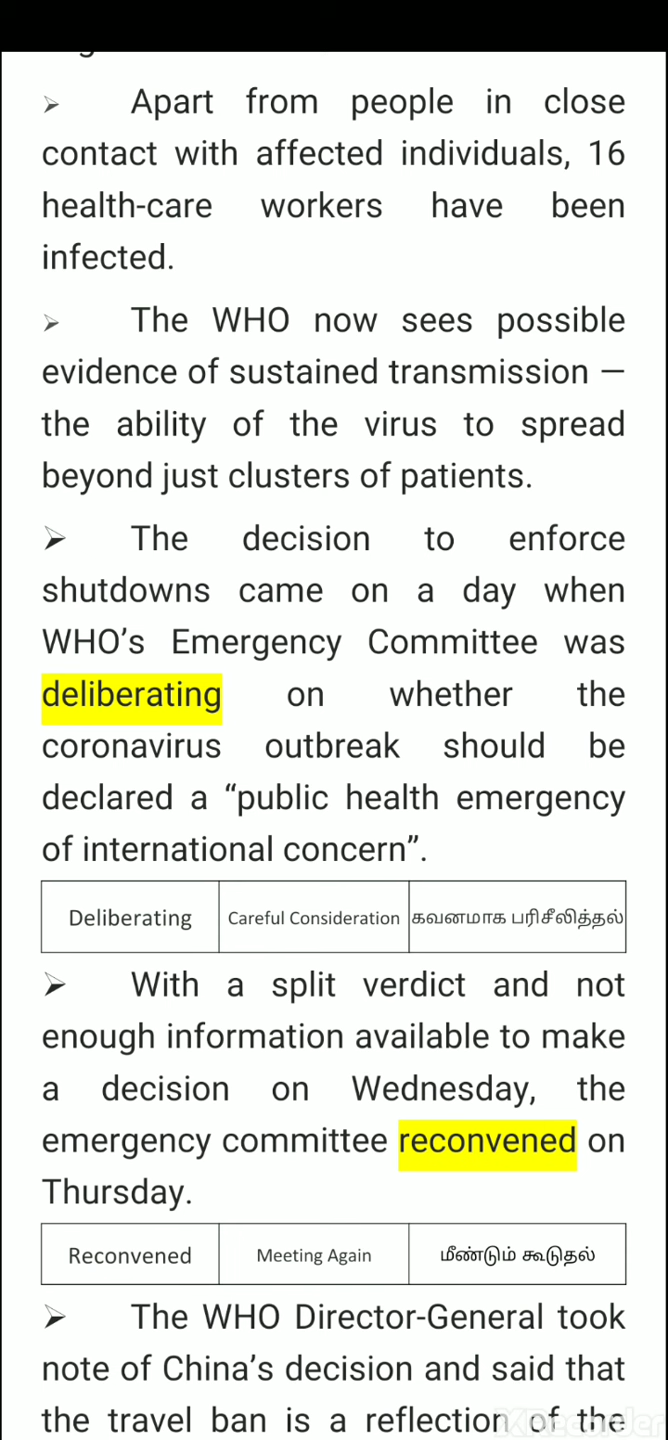 ➢ Apart from people in close
contact with affected individuals, 16
health-care workers have been
infected.
➢ The WHO now sees possible
evidence of sustained transmission —
the ability of the virus to spread
beyond just clusters of patients.
➢ The decision to enforce
shutdowns came on a day when
WHO’s Emergency Committee was
deliberating on whether the
coronavirus outbreak should be
declared a “public health emergency
of international concern”.
Deliberating Careful Consideration கவனமாக பரிசீலித்தல்
➢ With a split verdict and not
enough information available to make
a decision on Wednesday, the
emergency committee reconvened on
Thursday.
Reconvened Meeting Again மீண்டும் கூடுதல்
➢ The WHO Director-General took
note of China’s decision and said that
the travel ban is a reflection of the